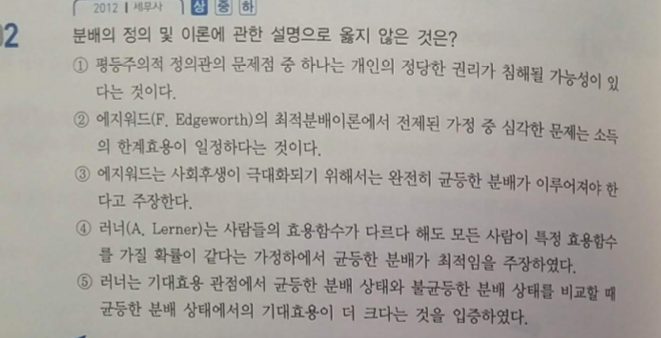 2012 | 세무사 상 중 하
02 분배의 정의 및 이론에 관한 설명으로 옳지 않은 것은?
① 평등주의적 정의관의 문제점 중 하나는 개인의 정당한 권리가 침해될 가능성이 있
다는 것이다.
② 에지워드(F. Edgeworth)의 최적분배이론에서 전제된 가정 중 심각한 문제는 소득
의 한계효용이 일정하다는 것이다.
③ 에지워드는 사회후생이 극대화되기 위해서는 완전히 균등한 분배가 이루어져야 한
다고 주장한다.
④ 러너(A. Lerner)는 사람들의 효용함수가 다르다 해도 모든 사람이 특정 효용함수
를 가질 확률이 같다는 가정하에서 균등한 분배가 최적임을 주장하였다.
⑤ 러너는 기대효용 관점에서 균등한 분배 상태와 불균등한 분배 상태를 비교할 때
균등한 분배 상태에서의 기대효용이 더 크다는 것을 입증하였다.